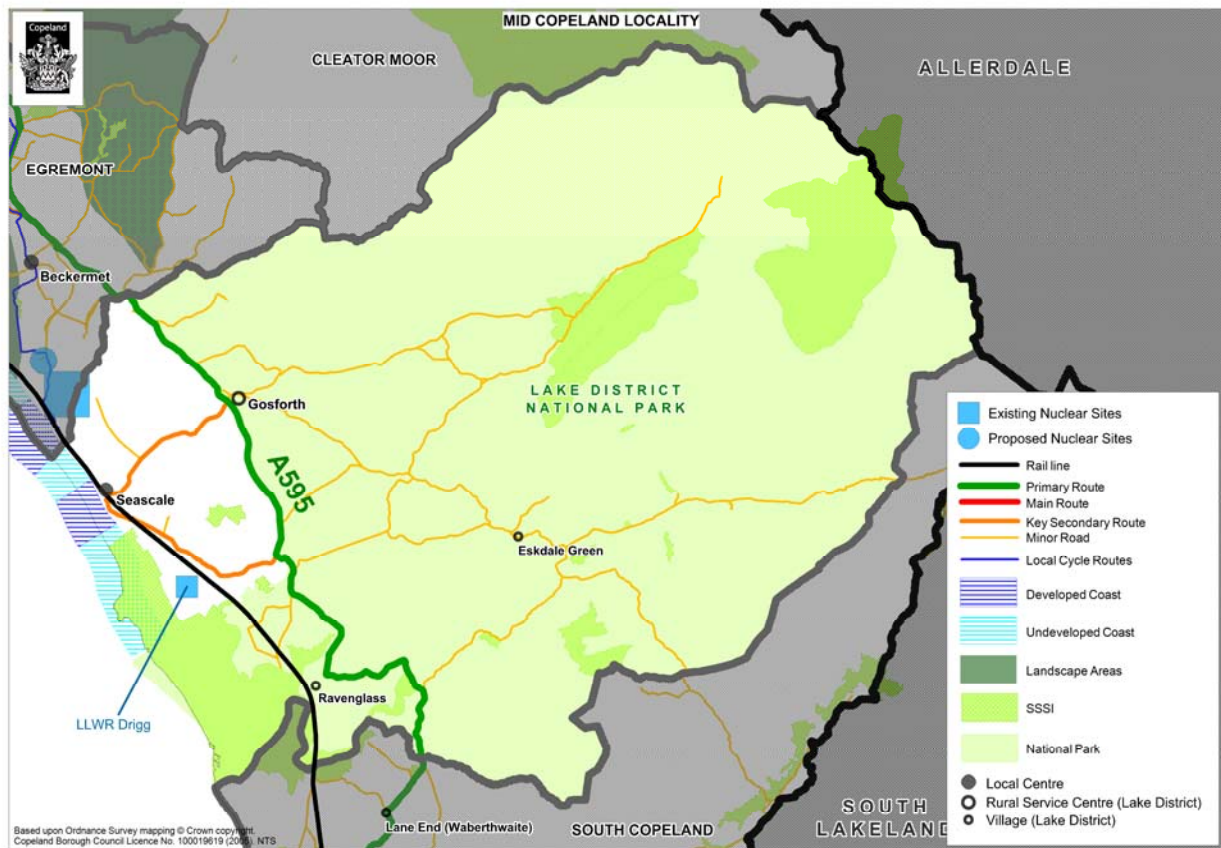 Copeland
MID COPELAND LOCALITY
CLEATOR MOOR
ALLERDALE
EGREMONT
Beckermet
LAKE DISTRICT
NATIONAL PARK
Gosforth
A595
Seascale
Eskdale Green
Ravenglass
LLWR Drigg
Lane End (Waberthwaite)
SOUTH COPELAND
SOUTH
LAKELAND
Existing Nuclear Sites
Proposed Nuclear Sites
Rail line
Primary Route
Main Route
Key Secondary Route
Minor Road
Local Cycle Routes
Developed Coast
Undeveloped Coast
Landscape Areas
SSSI
National Park
Local Centre
Rural Service Centre (Lake District)
Village (Lake District)
Based upon Ordnance Survey mapping © Crown copyright.
Copeland Borough Council Licence No. 100019619 (2005). NTS